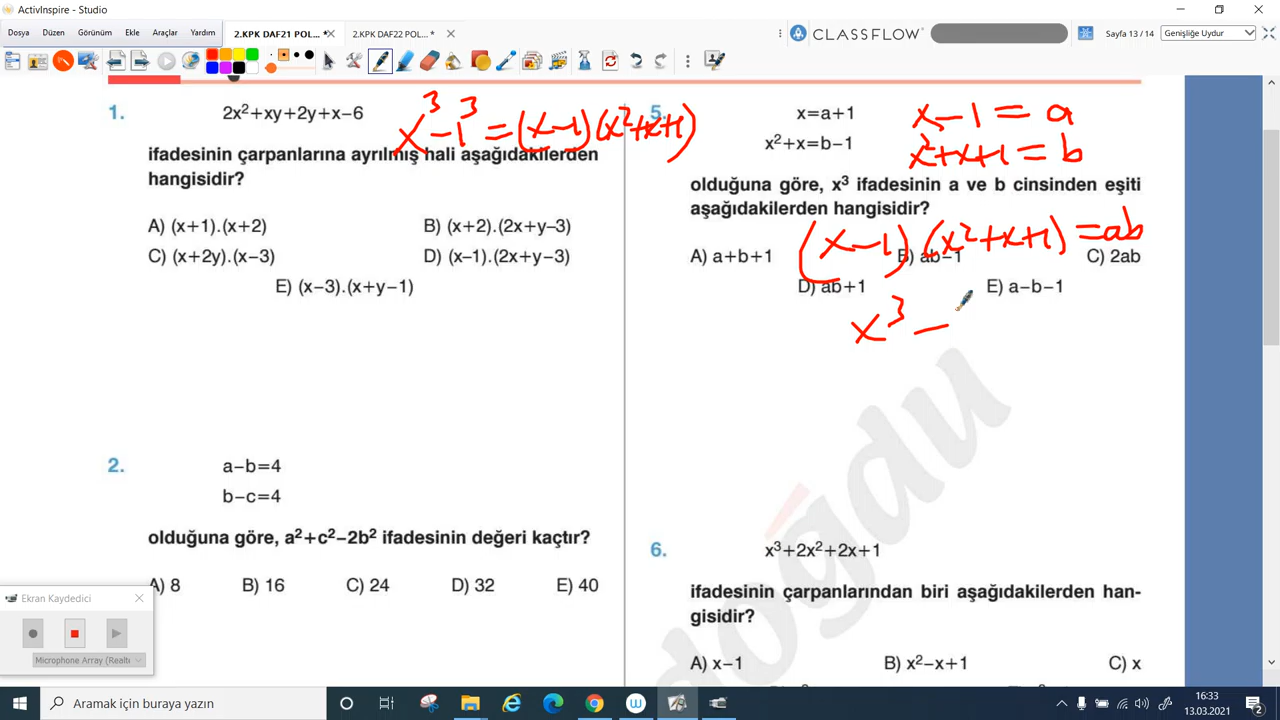 ActivInspire - Studio
Dosya Düzen Görünüm Ekle Araçlar Yardım
2.KPK DAF21 POL...*
2.KPK DAF22 POL... *
CLASSFLOW
Sayfa 13 / 14
Genişliğe Uydur
1. 2x²+xy+2y+x−6
x³−1³=(x−1)(x²+x+1)
ifadesinin çarpanlarına ayrılmış hali aşağıdakilerden
hangisidir?
A) (x+1).(x+2) B) (x+2).(2x+y−3)
C) (x+2y).(x−3) D) (x−1).(2x+y−3)
E) (x−3).(x+y−1)
2. a−b=4
b−c=4
olduğuna göre, a²+c²−2b² ifadesinin değeri kaçtır?
A) 8 B) 16 C) 24 D) 32 E) 40
5. x=a+1
x²+x=b−1
x−1=a
x²+x+1=b
olduğuna göre, x³ ifadesinin a ve b cinsinden eşiti
aşağıdakilerden hangisidir?
(x−1)(x²+x+1)=ab
A) a+b+1 B) ab−1 C) 2ab
D) ab+1 E) a−b−1
x³−
doğdu
6. x³+2x²+2x+1
ifadesinin çarpanlarından biri aşağıdakilerden han-
gisidir?
A) x−1 B) x²−x+1 C) x
Ekran Kaydedici
Microphone Array (Realt
Aramak için buraya yazın
16:33
13.03.2021
2